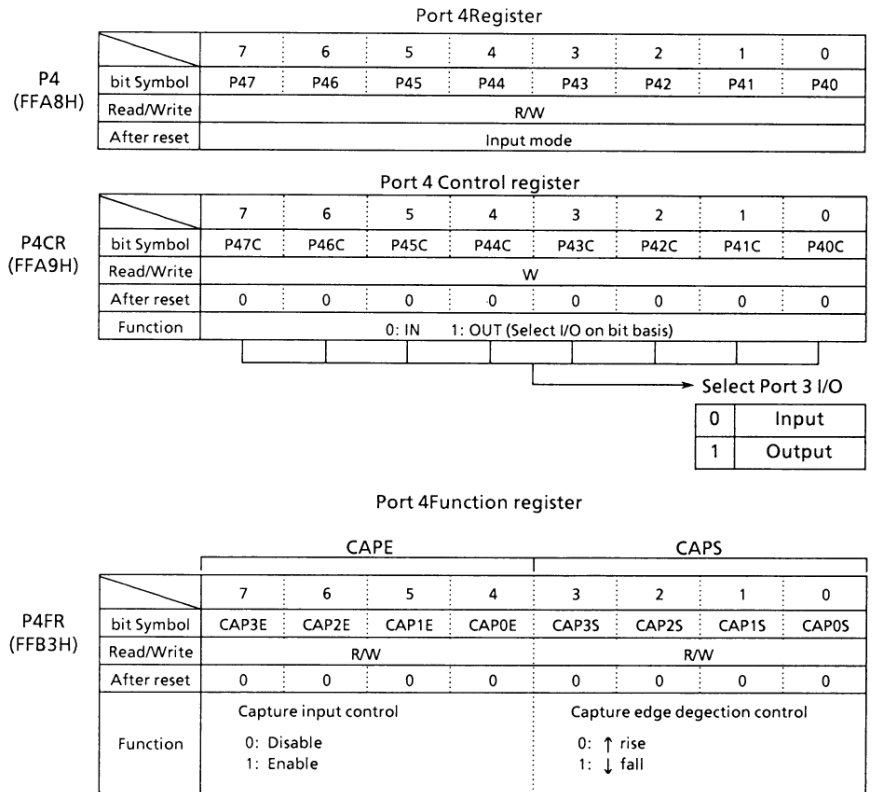 Port 4Register
7 6 5 4 3 2 1 0
P4
(FFA8H)
bit Symbol P47 P46 P45 P44 P43 P42 P41 P40
Read/Write R/W
After reset Input mode
Port 4 Control register
7 6 5 4 3 2 1 0
P4CR
(FFA9H)
bit Symbol P47C P46C P45C P44C P43C P42C P41C P40C
Read/Write W
After reset 0 0 0 0 0 0 0 0
Function 0: IN 1: OUT (Select I/O on bit basis)
Select Port 3 I/O
0 Input
1 Output
Port 4Function register
CAPE CAPS
7 6 5 4 3 2 1 0
P4FR
(FFB3H)
bit Symbol CAP3E CAP2E CAP1E CAP0E CAP3S CAP2S CAP1S CAP0S
Read/Write R/W R/W
After reset 0 0 0 0 0 0 0 0
Function
Capture input control
0: Disable
1: Enable
Capture edge degection control
0: ↑ rise
1: ↓ fall